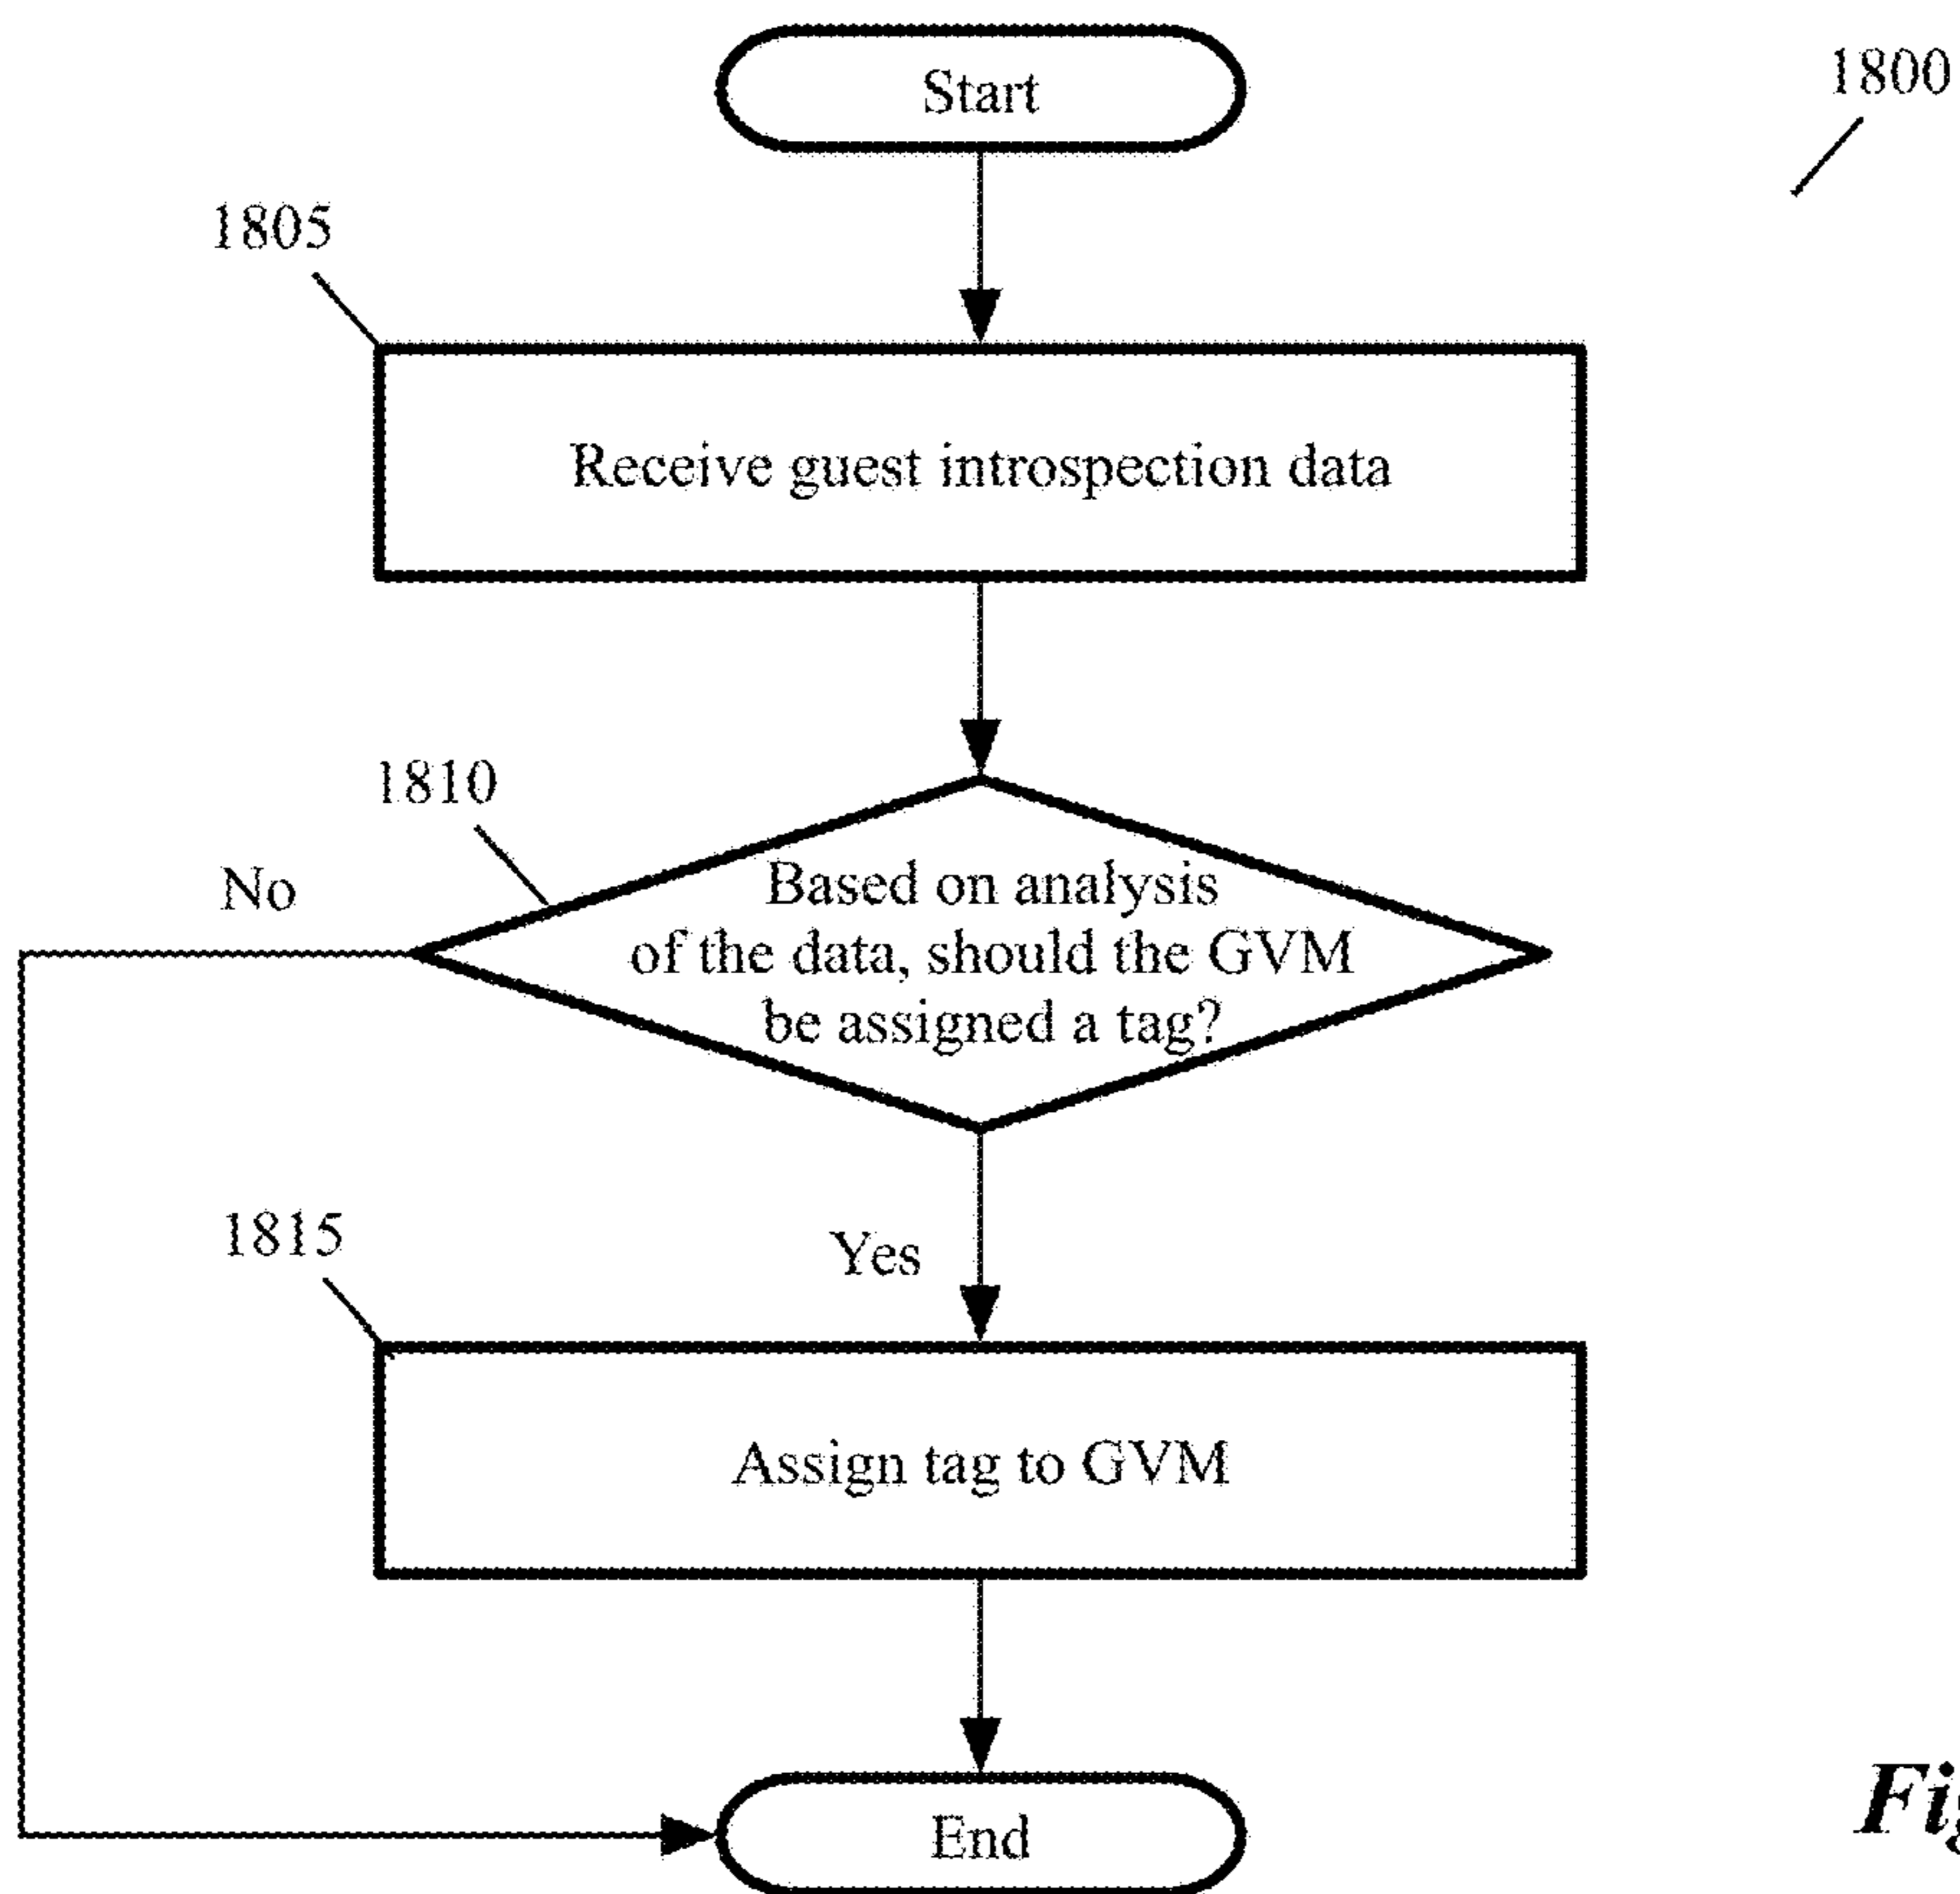 Start
1800
1805
Receive guest introspection data
1810
No
Based on analysis
of the data, should the GVM
be assigned a tag?
Yes
1815
Assign tag to GVM
End